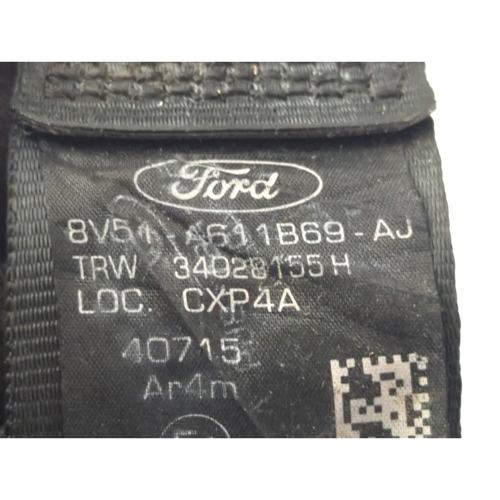 Ford
8V51-A611B69-AJ
TRW 34028155H
LOC. CXP4A
40715
Ar4m